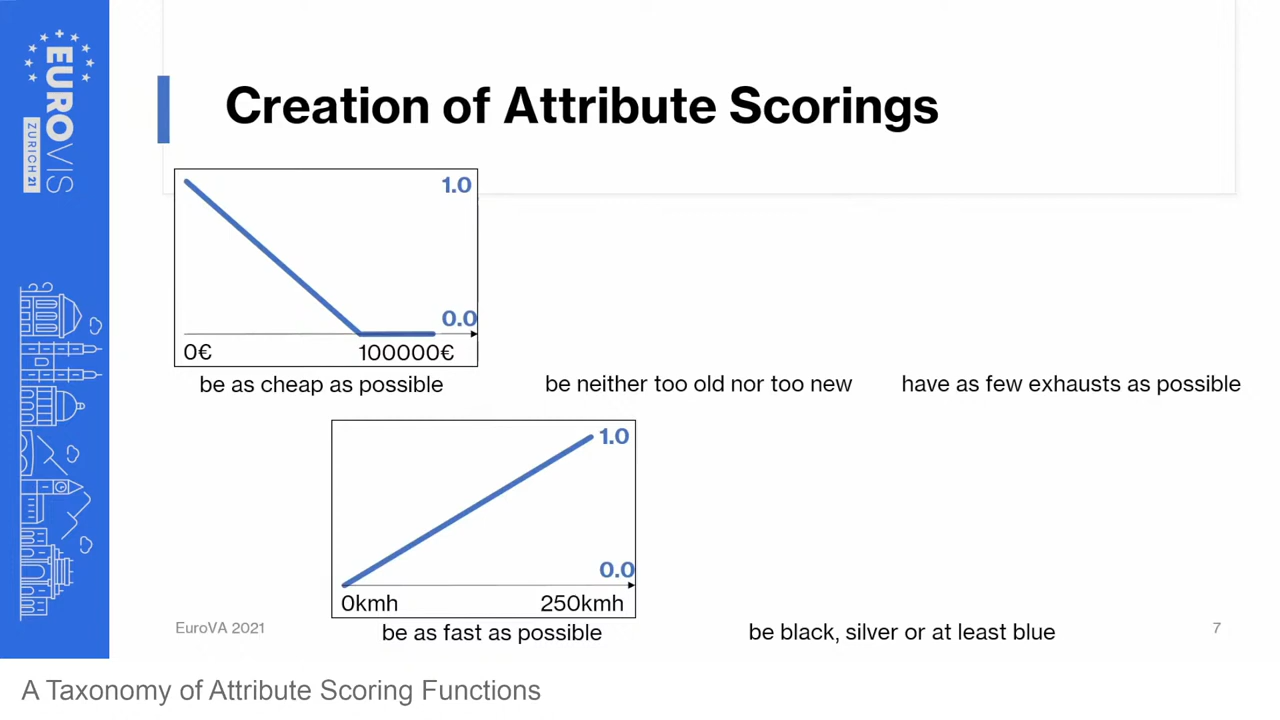 EUROVIS
ZURICH 21
Creation of Attribute Scorings
1.0
0.0
0€
100000€
be as cheap as possible
be neither too old nor too new
have as few exhausts as possible
1.0
0.0
0kmh
250kmh
be as fast as possible
be black, silver or at least blue
EuroVA 2021
7
A Taxonomy of Attribute Scoring Functions